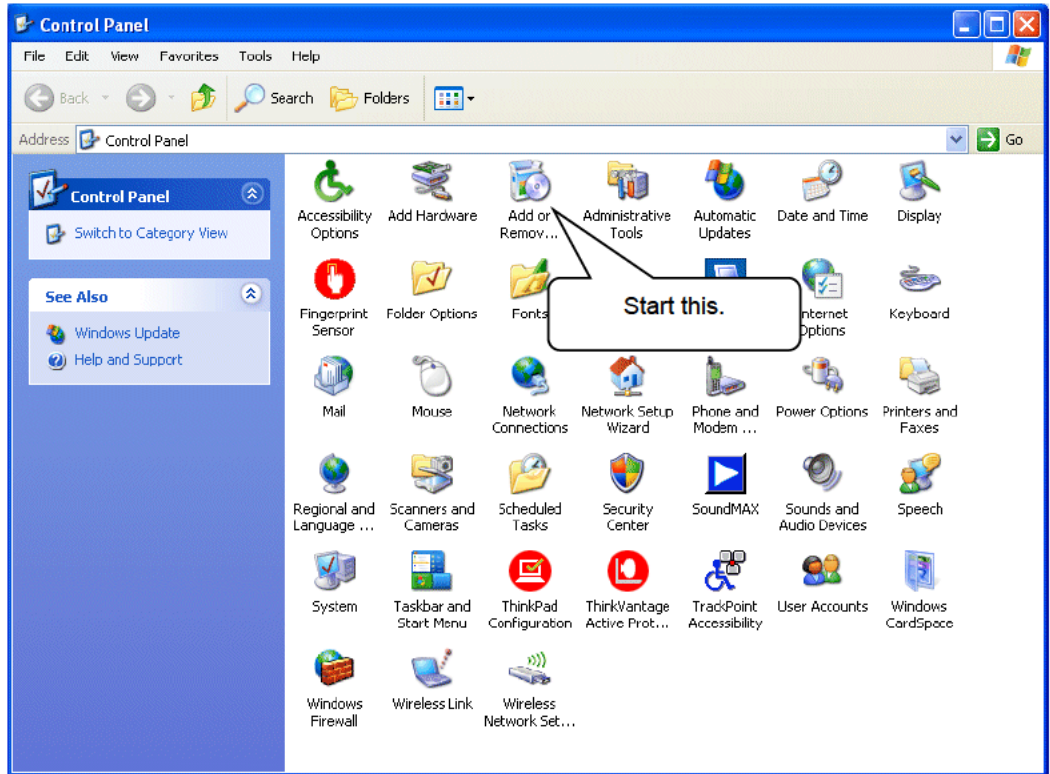 Control Panel
File Edit View Favorites Tools Help
Back Search Folders
Address Control Panel Go
Control Panel
Switch to Category View
See Also
Windows Update
Help and Support
Accessibility Options
Add Hardware
Add or Remov...
Administrative Tools
Automatic Updates
Date and Time
Display
Fingerprint Sensor
Folder Options
Fonts
Start this.
Options
Keyboard
Mail
Mouse
Network Connections
Network Setup Wizard
Phone and Modem ...
Power Options
Printers and Faxes
Regional and Language ...
Scanners and Cameras
Scheduled Tasks
Security Center
SoundMAX
Sounds and Audio Devices
Speech
System
Taskbar and Start Menu
ThinkPad Configuration
ThinkVantage Active Prot...
TrackPoint Accessibility
User Accounts
Windows CardSpace
Windows Firewall
Wireless Link
Wireless Network Set...